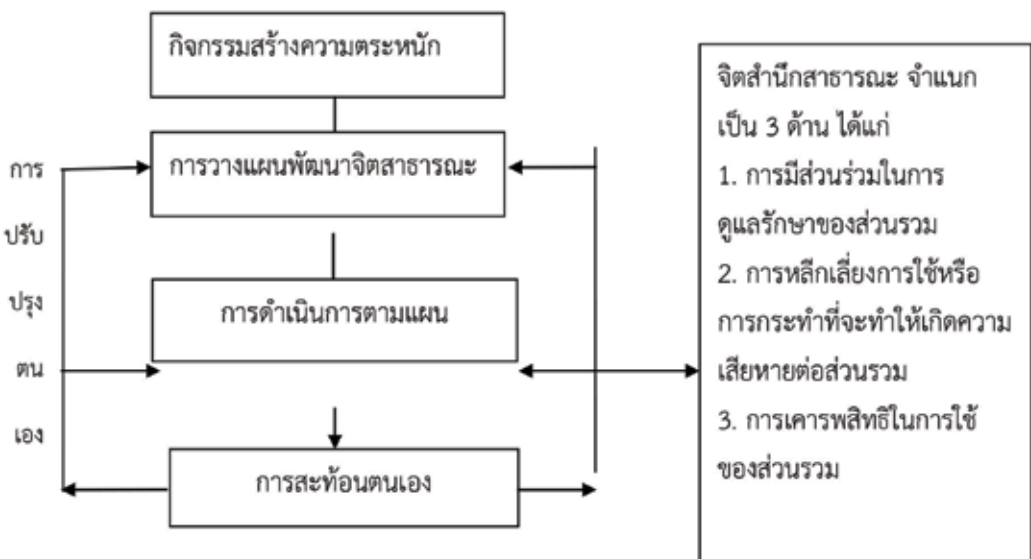 กิจกรรมสร้างความตระหนัก
การวางแผนพัฒนาจิตสาธารณะ
การดำเนินการตามแผน
การสะท้อนตนเอง
การ
ปรับ
ปรุง
ตน
เอง
จิตสำนึกสาธารณะ จำแนก
เป็น 3 ด้าน ได้แก่
1. การมีส่วนร่วมในการ
ดูแลรักษาของส่วนรวม
2. การหลีกเลี่ยงการใช้หรือ
การกระทำที่จะทำให้เกิดความ
เสียหายต่อส่วนรวม
3. การเคารพสิทธิในการใช้
ของส่วนรวม